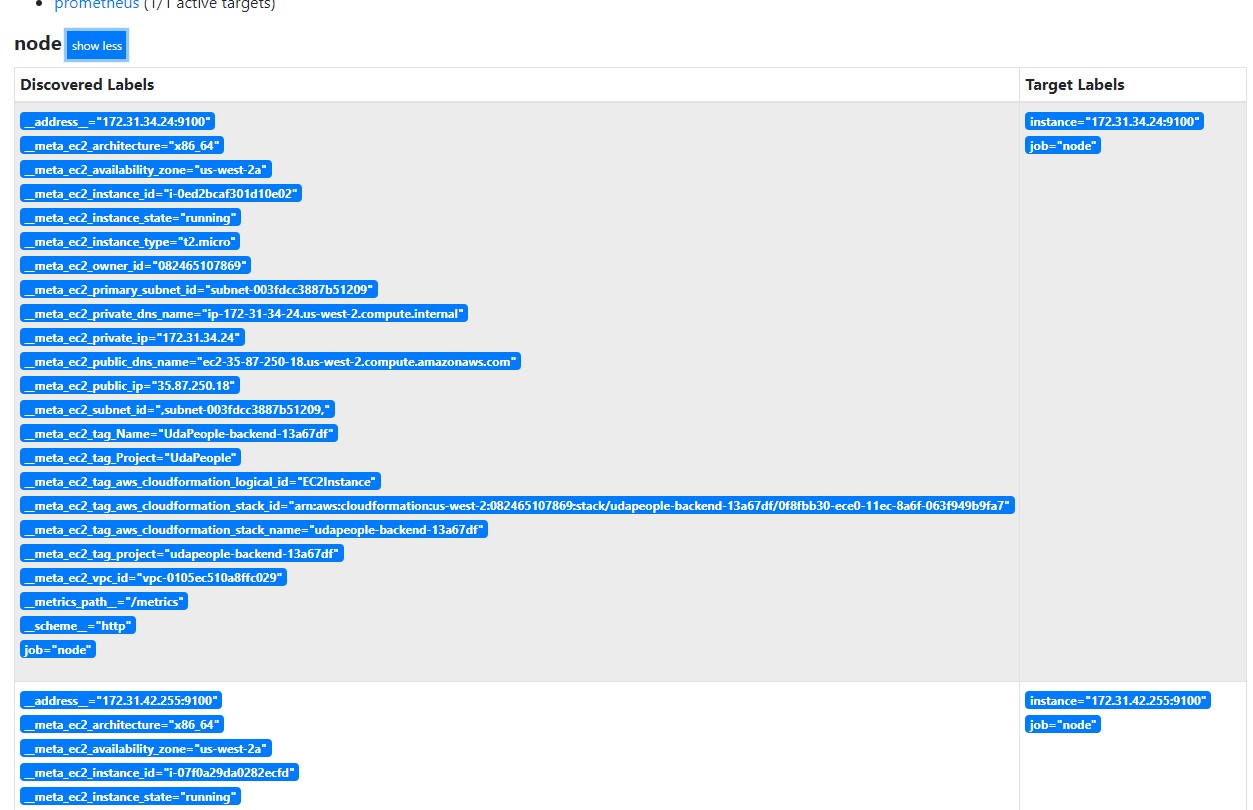 prometheus (1/1 active targets)
node show less
Discovered Labels Target Labels
__address__="172.31.34.24:9100" instance="172.31.34.24:9100"
__meta_ec2_architecture="x86_64" job="node"
__meta_ec2_availability_zone="us-west-2a"
__meta_ec2_instance_id="i-0ed2bcaf301d10e02"
__meta_ec2_instance_state="running"
__meta_ec2_instance_type="t2.micro"
__meta_ec2_owner_id="082465107869"
__meta_ec2_primary_subnet_id="subnet-003fdcc3887b51209"
__meta_ec2_private_dns_name="ip-172-31-34-24.us-west-2.compute.internal"
__meta_ec2_private_ip="172.31.34.24"
__meta_ec2_public_dns_name="ec2-35-87-250-18.us-west-2.compute.amazonaws.com"
__meta_ec2_public_ip="35.87.250.18"
__meta_ec2_subnet_id=",subnet-003fdcc3887b51209,"
__meta_ec2_tag_Name="UdaPeople-backend-13a67df"
__meta_ec2_tag_Project="UdaPeople"
__meta_ec2_tag_aws_cloudformation_logical_id="EC2Instance"
__meta_ec2_tag_aws_cloudformation_stack_id="arn:aws:cloudformation:us-west-2:082465107869:stack/udapeople-backend-13a67df/0f8fbb30-ece0-11ec-8a6f-063f949b9fa7"
__meta_ec2_tag_aws_cloudformation_stack_name="udapeople-backend-13a67df"
__meta_ec2_tag_project="udapeople-backend-13a67df"
__meta_ec2_vpc_id="vpc-0105ec510a8ffc029"
__metrics_path__="/metrics"
__scheme__="http"
job="node"
__address__="172.31.42.255:9100" instance="172.31.42.255:9100"
__meta_ec2_architecture="x86_64" job="node"
__meta_ec2_availability_zone="us-west-2a"
__meta_ec2_instance_id="i-07f0a29da0282ecfd"
__meta_ec2_instance_state="running"